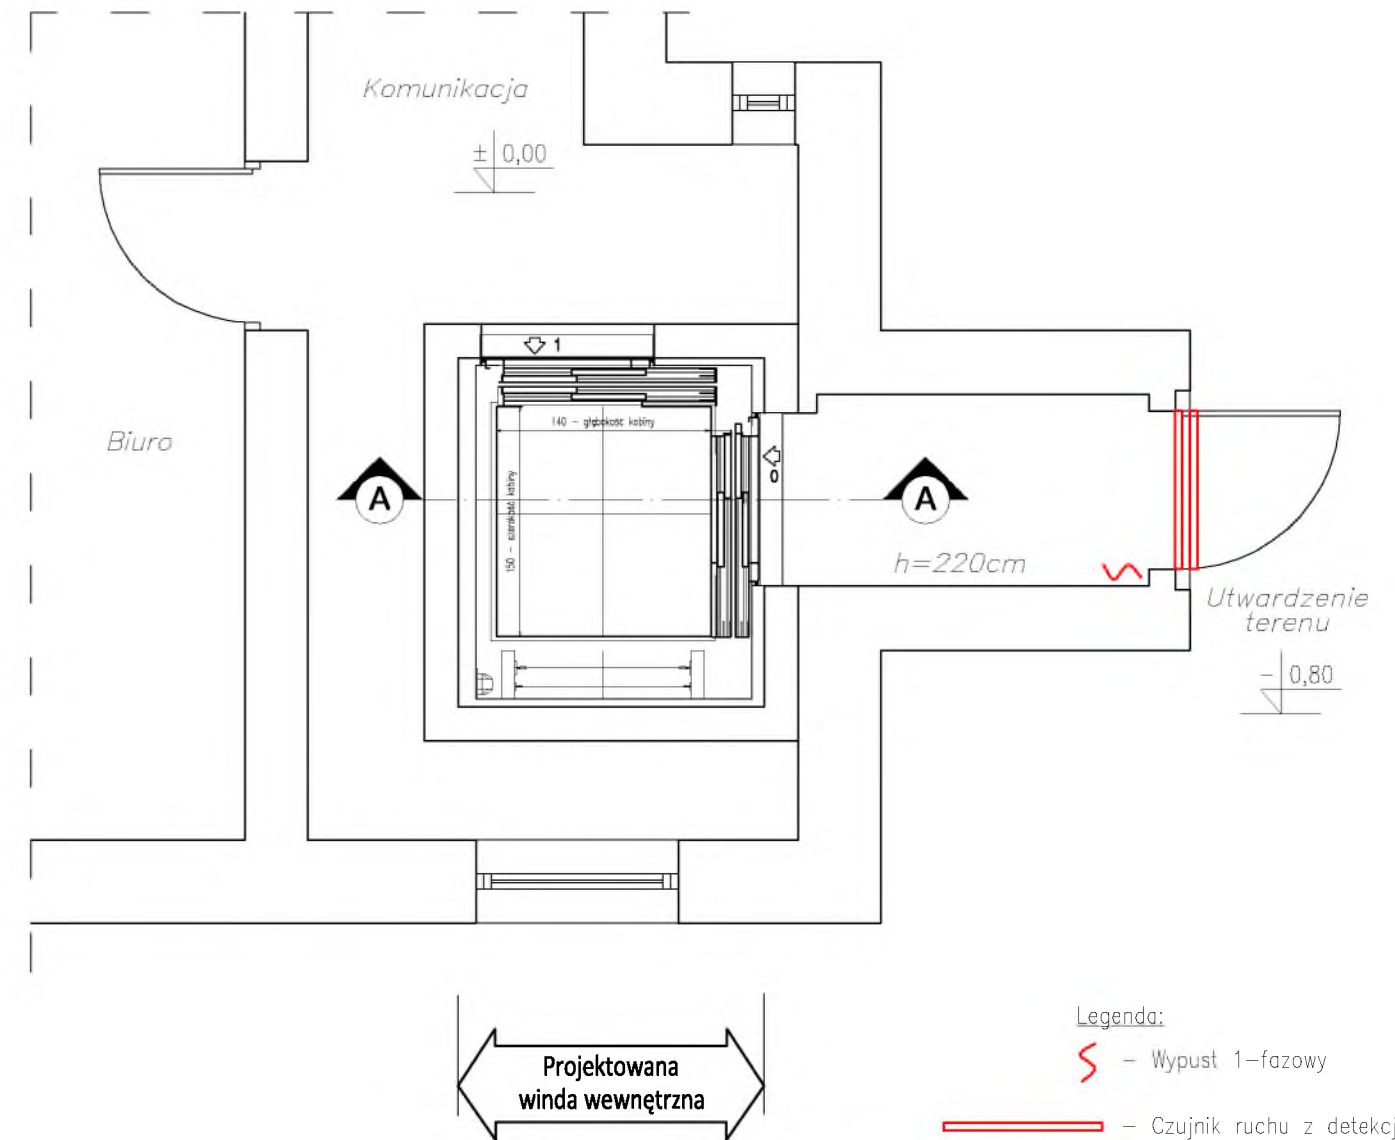 Komunikacja
± 0,00
1
140 - głębokość kabiny
150 - szerokość kabiny
0
Biuro
A
A
h=220cm
Utwardzenie
terenu
- 0,80
Legenda:
- Wypust 1-fazowy
Projektowana
winda wewnętrzna
- Czujnik ruchu z detekcj